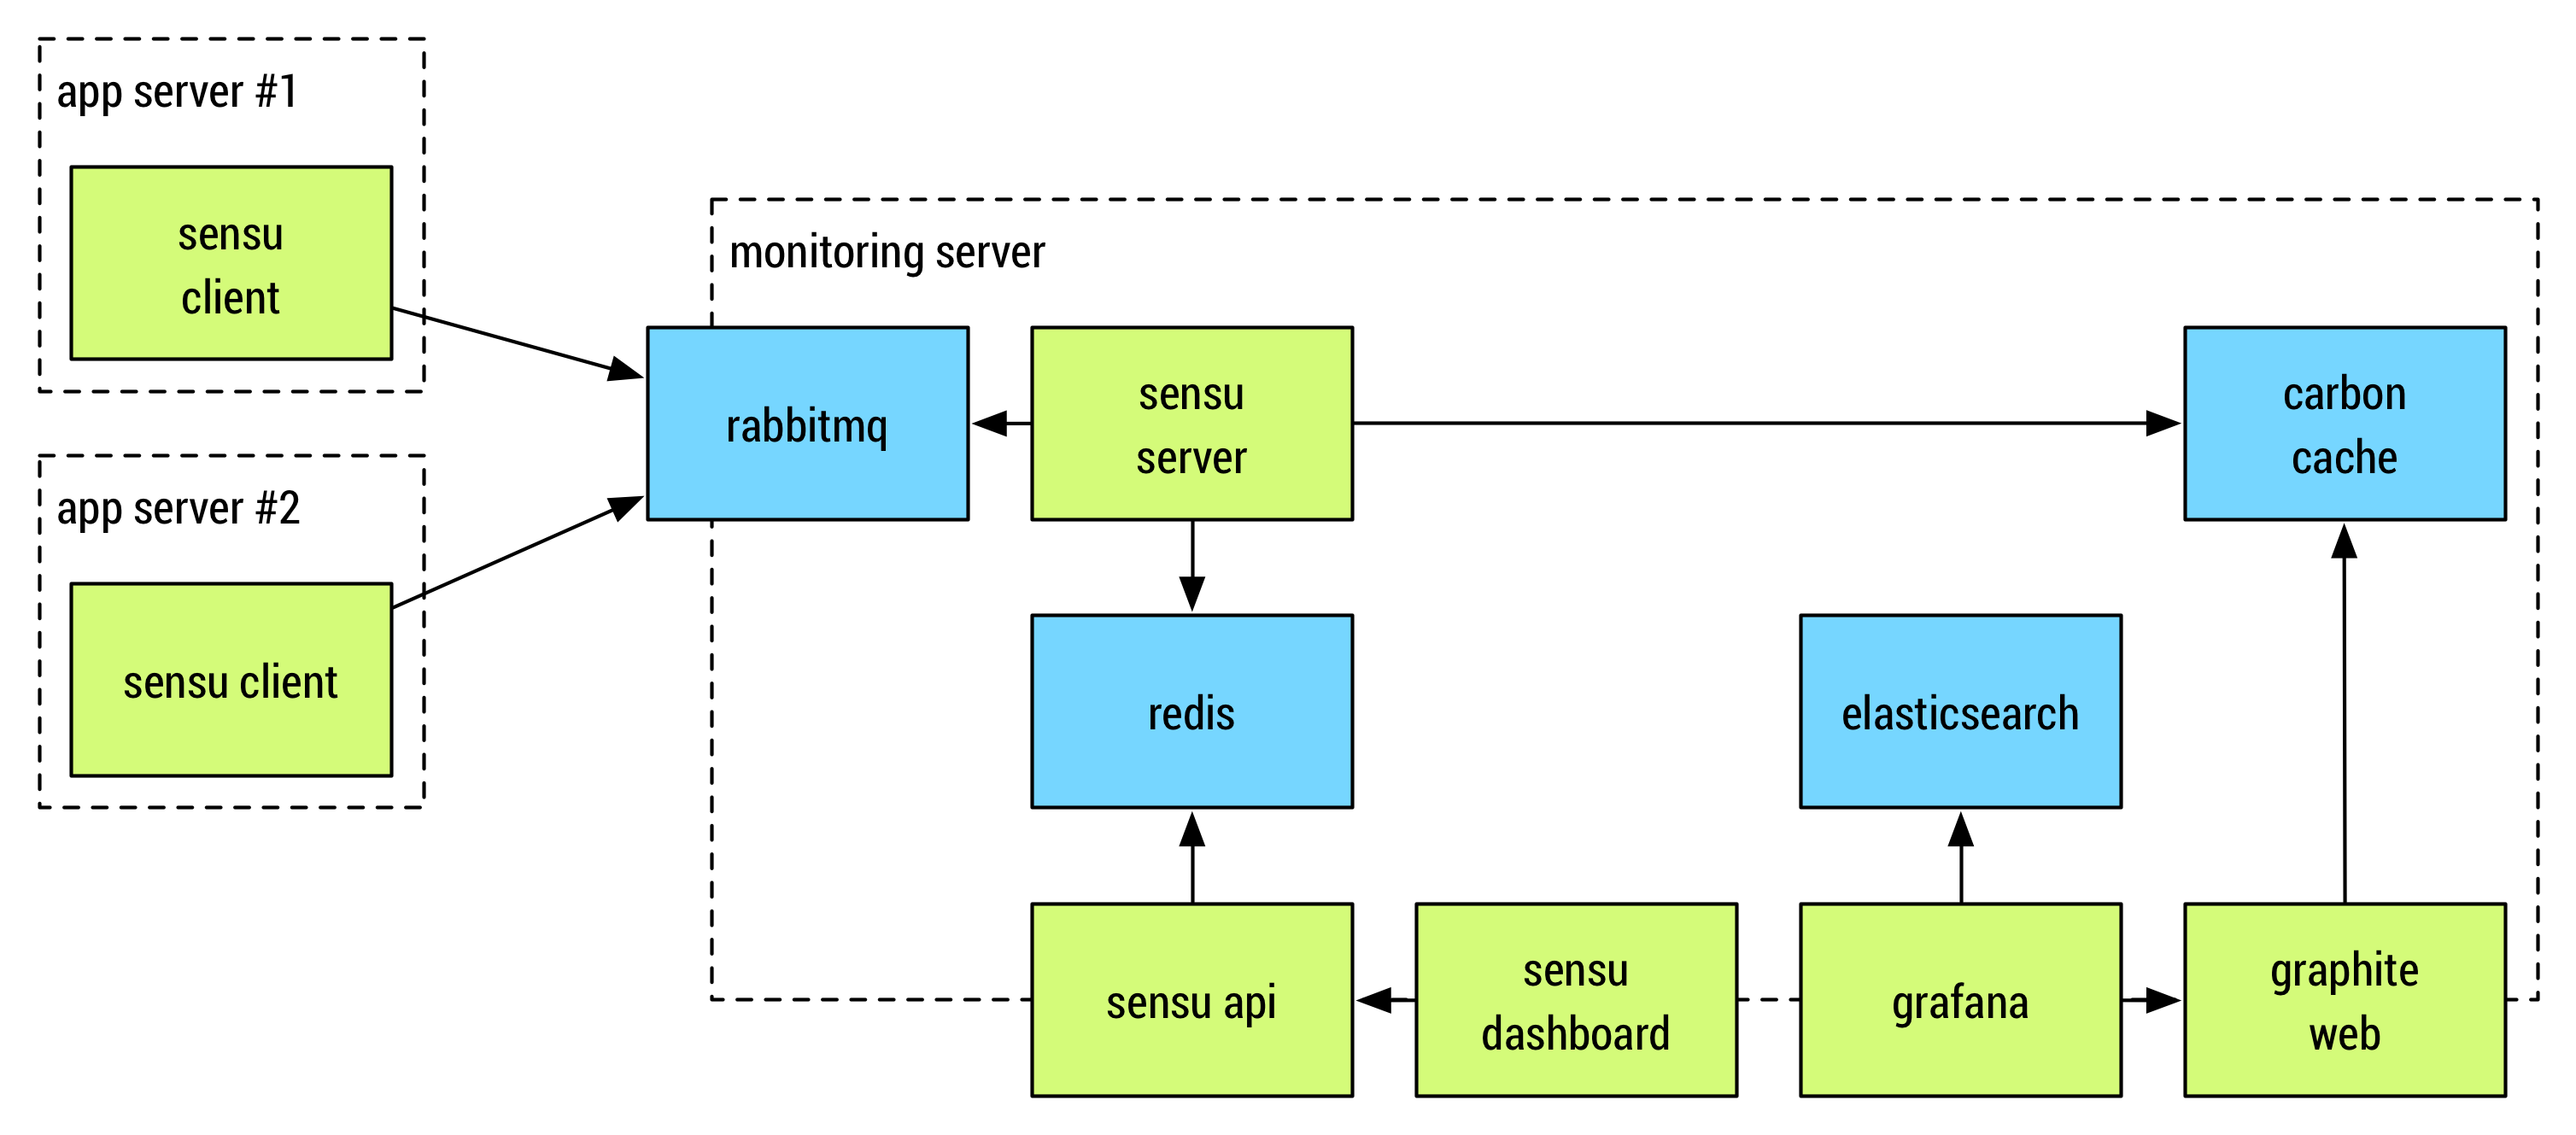 app server #1
sensu
client
app server #2
sensu client
monitoring server
rabbitmq
sensu
server
carbon
cache
redis
elasticsearch
sensu api
sensu
dashboard
grafana
graphite
web